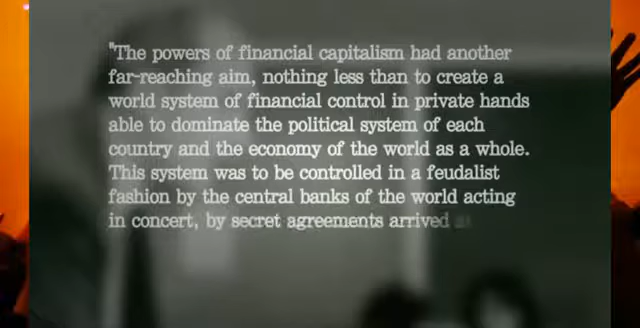 "The powers of financial capitalism had another
far-reaching aim, nothing less than to create a
world system of financial control in private hands
able to dominate the political system of each
country and the economy of the world as a whole.
This system was to be controlled in a feudalist
fashion by the central banks of the world acting
in concert, by secret agreements arrived